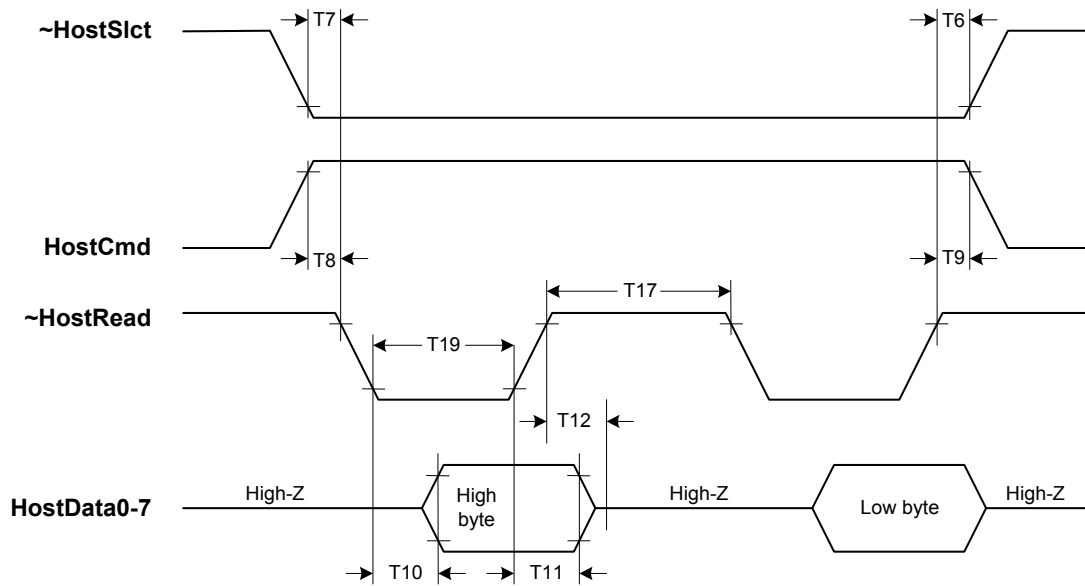 ~HostSlct
T7
T6
HostCmd
T8
T9
~HostRead
T17
T19
T12
HostData0-7
High-Z
High
byte
High-Z
Low byte
High-Z
T10
T11